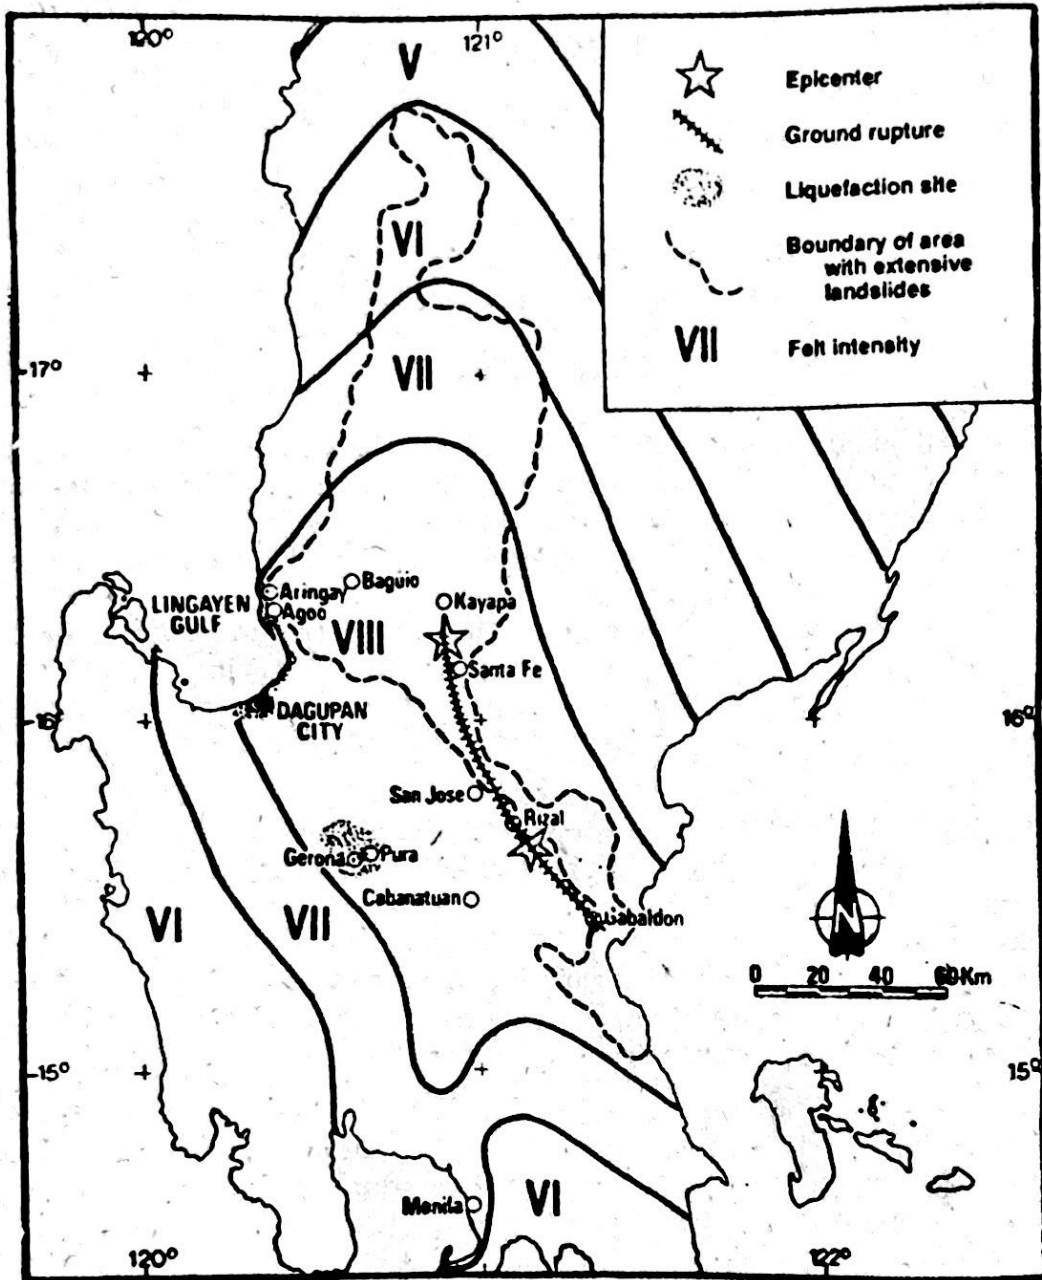 120°
121°
V
Epicenter
Ground rupture
Liquefaction site
Boundary of area
with extensive
landslides
VII
Felt intensity
VI
17°
VII
Baguio
Aringay
Agoo
LINGAYEN
GULF
Kayapa
VIII
Santa Fe
16°
16°
DAGUPAN
CITY
San Jose
Rizal
Gerona
Pura
Cabanatuan
Gabaldon
VI
VII
N
0 20 40 60Km
15°
15°
Manila
VI
120°
122°